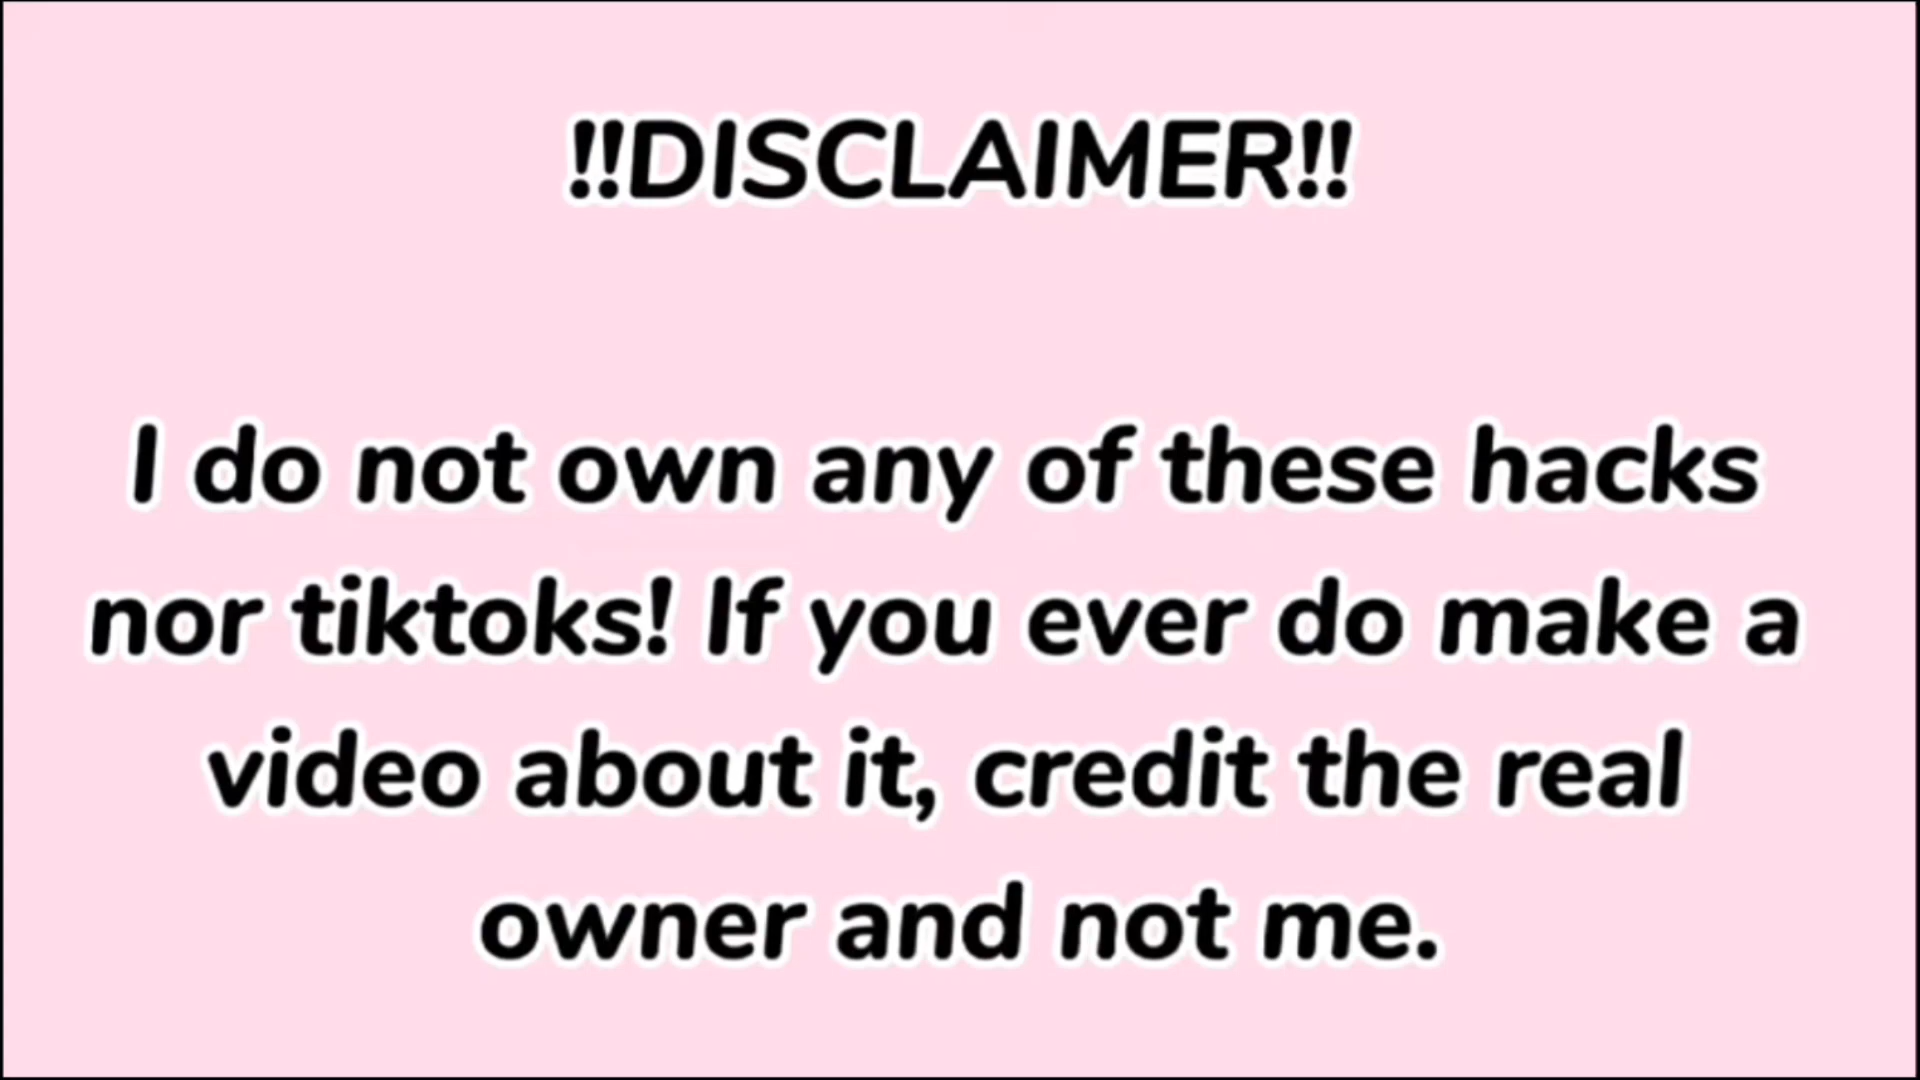 !!DISCLAIMER!!
I do not own any of these hacks
nor tiktoks! If you ever do make a
video about it, credit the real
owner and not me.